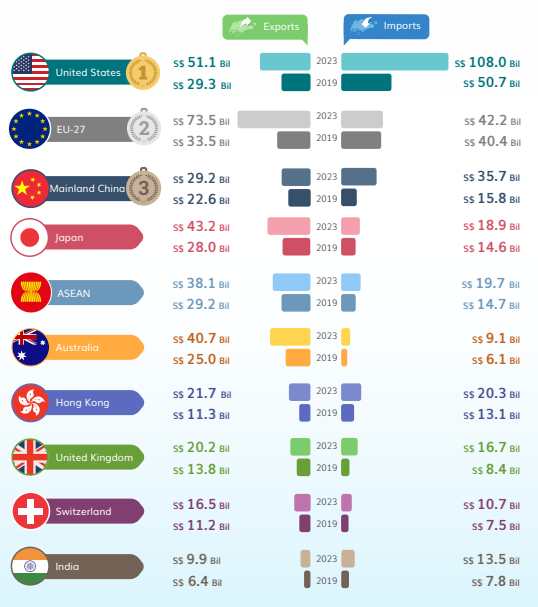 Exports Imports
S$ 51.1 Bil 2023 S$ 108.0 Bil
United States 1
S$ 29.3 Bil 2019 S$ 50.7 Bil
S$ 73.5 Bil 2023 S$ 42.2 Bil
EU-27 2
S$ 33.5 Bil 2019 S$ 40.4 Bil
S$ 29.2 Bil 2023 S$ 35.7 Bil
Mainland China 3
S$ 22.6 Bil 2019 S$ 15.8 Bil
S$ 43.2 Bil 2023 S$ 18.9 Bil
Japan
S$ 28.0 Bil 2019 S$ 14.6 Bil
S$ 38.1 Bil 2023 S$ 19.7 Bil
ASEAN
S$ 29.2 Bil 2019 S$ 14.7 Bil
S$ 40.7 Bil 2023 S$ 9.1 Bil
Australia
S$ 25.0 Bil 2019 S$ 6.1 Bil
S$ 21.7 Bil 2023 S$ 20.3 Bil
Hong Kong
S$ 11.3 Bil 2019 S$ 13.1 Bil
S$ 20.2 Bil 2023 S$ 16.7 Bil
United Kingdom
S$ 13.8 Bil 2019 S$ 8.4 Bil
S$ 16.5 Bil 2023 S$ 10.7 Bil
Switzerland
S$ 11.2 Bil 2019 S$ 7.5 Bil
S$ 9.9 Bil 2023 S$ 13.5 Bil
India
S$ 6.4 Bil 2019 S$ 7.8 Bil